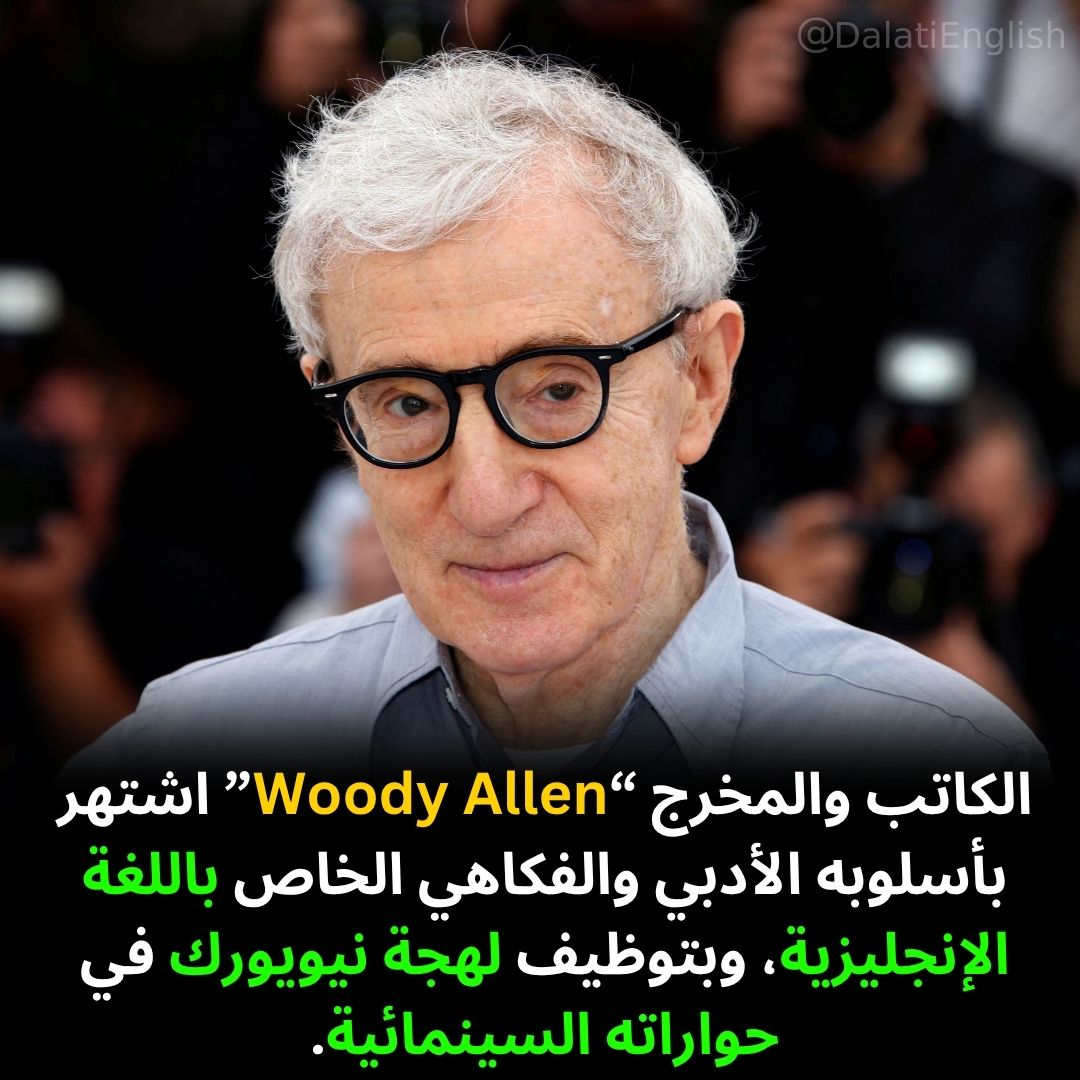 @DalatiEnglish
الكاتب والمخرج “Woody Allen” اشتهر
بأسلوبه الأدبي والفكاهي الخاص باللغة
الإنجليزية، وبتوظيف لهجة نيويورك في
حواراته السينمائية.